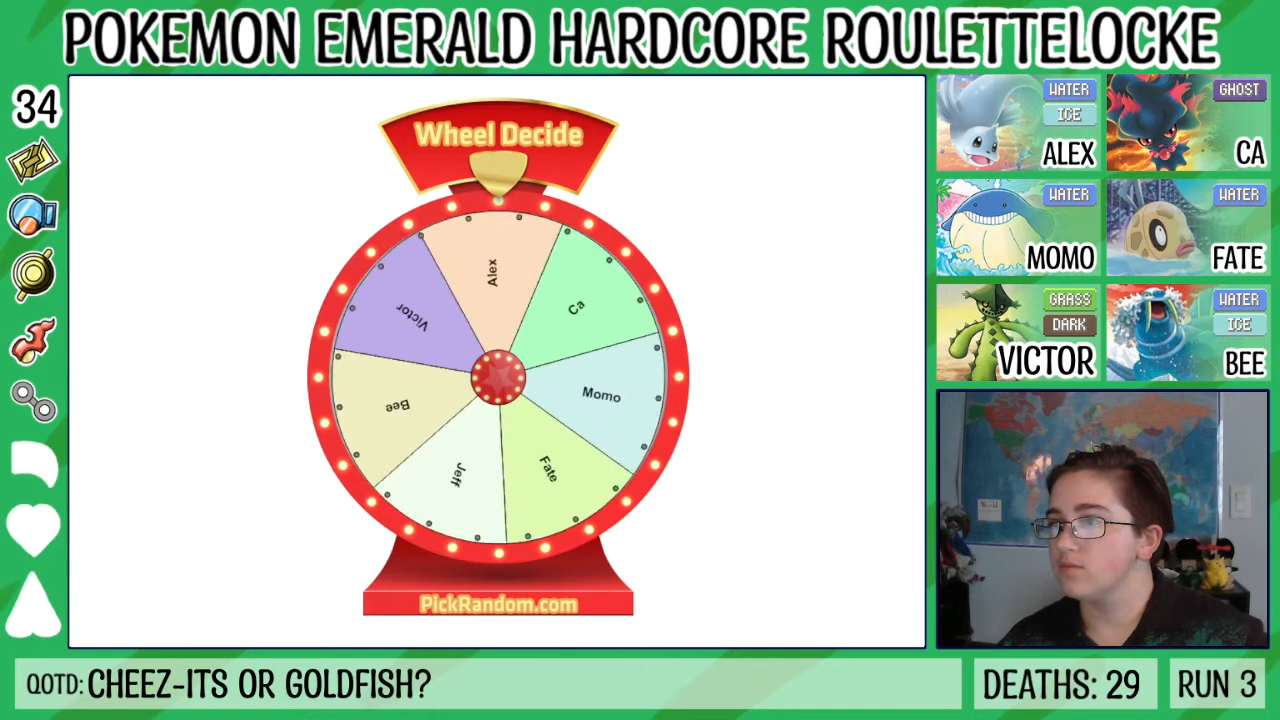 POKEMON EMERALD HARDCORE ROULETTELOCKE
34
Wheel Decide
Alex
Ca
Momo
Fate
Jeff
Bee
Victor
PickRandom.com
WATER
ICE
ALEX
GHOST
CA
WATER
MOMO
WATER
FATE
GRASS
DARK
VICTOR
WATER
ICE
BEE
World
QOTD: CHEEZ-ITS OR GOLDFISH?
DEATHS: 29
RUN 3